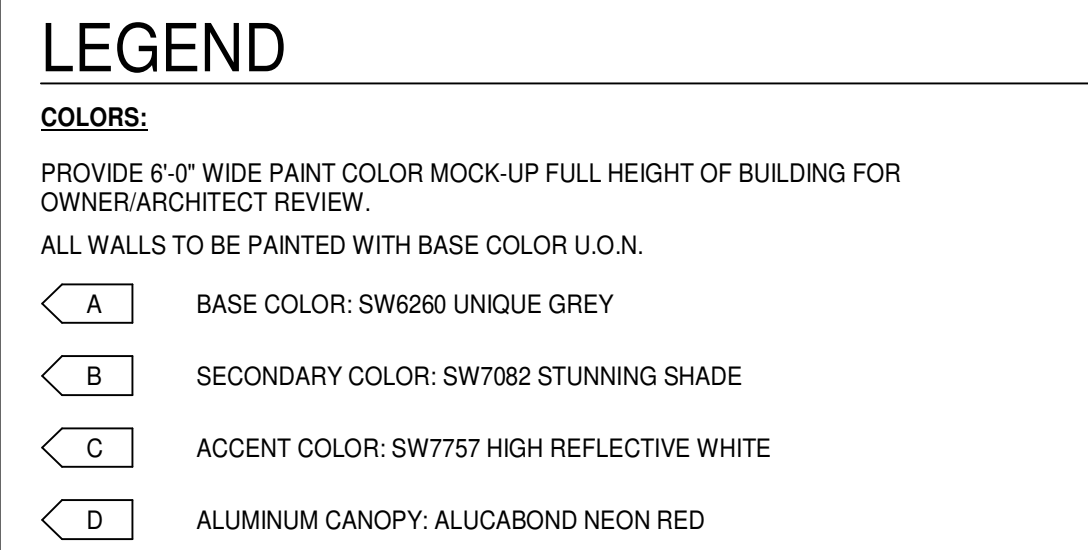 LEGEND
COLORS:
PROVIDE 6'-0" WIDE PAINT COLOR MOCK-UP FULL HEIGHT OF BUILDING FOR
OWNER/ARCHITECT REVIEW.
ALL WALLS TO BE PAINTED WITH BASE COLOR U.O.N.
A BASE COLOR: SW6260 UNIQUE GREY
B SECONDARY COLOR: SW7082 STUNNING SHADE
C ACCENT COLOR: SW7757 HIGH REFLECTIVE WHITE
D ALUMINUM CANOPY: ALUCABOND NEON RED